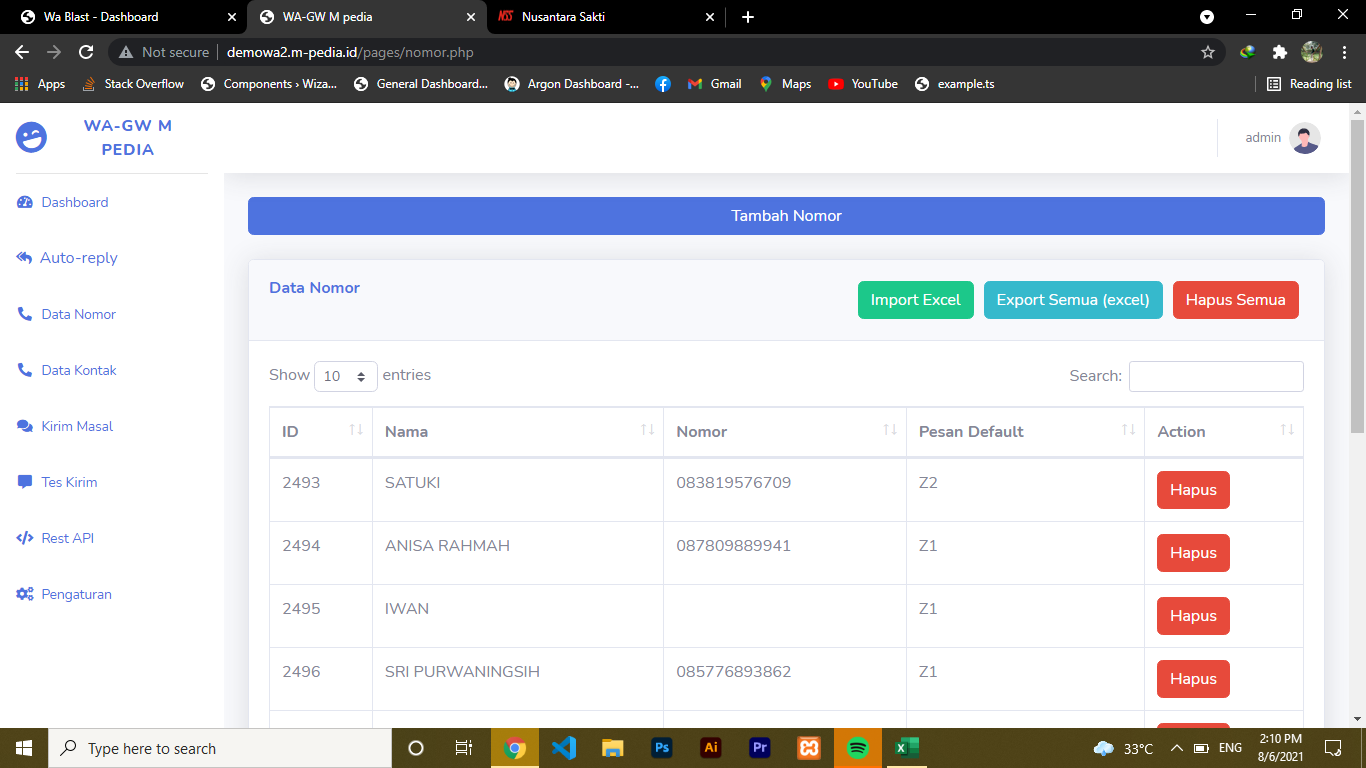 Wa Blast - Dashboard
WA-GW M pedia
Nusantara Sakti
Not secure
demowa2.m-pedia.id/pages/nomor.php
Apps
Stack Overflow
Components › Wiza...
General Dashboard...
Argon Dashboard -...
Gmail
Maps
YouTube
example.ts
Reading list
WA-GW M
PEDIA
admin
Dashboard
Auto-reply
Data Nomor
Data Kontak
Kirim Masal
Tes Kirim
Rest API
Pengaturan
Tambah Nomor
Data Nomor
Import Excel
Export Semua (excel)
Hapus Semua
Show 10 entries
Search:
ID Nama Nomor Pesan Default Action
2493 SATUKI 083819576709 Z2 Hapus
2494 ANISA RAHMAH 087809889941 Z1 Hapus
2495 IWAN Z1 Hapus
2496 SRI PURWANINGSIH 085776893862 Z1 Hapus
Type here to search
Ps
Ai
Pr
33°C
ENG
2:10 PM
8/6/2021